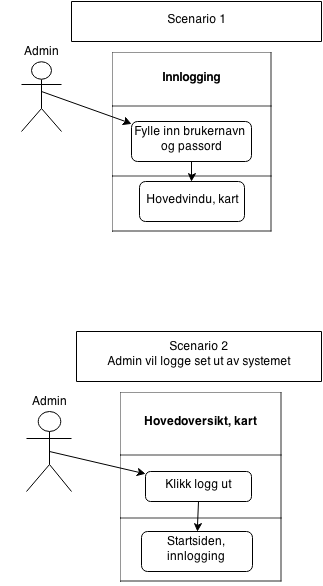 Scenario 1
Admin
Innlogging
Fylle inn brukernavn
og passord
Hovedvindu, kart
Scenario 2
Admin vil logge set ut av systemet
Admin
Hovedoversikt, kart
Klikk logg ut
Startsiden,
innlogging